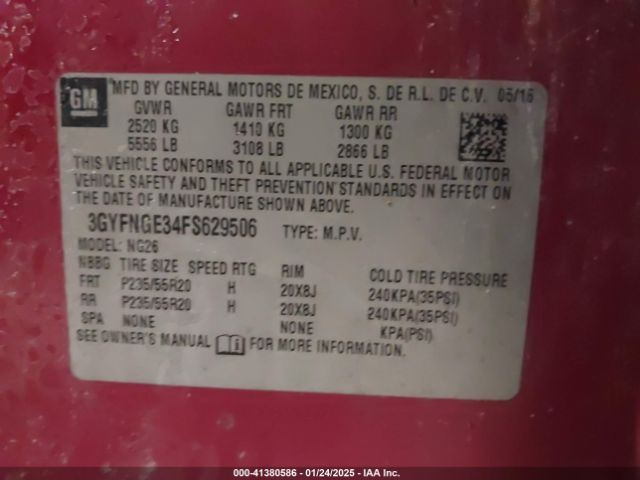 GM
MFD BY GENERAL MOTORS DE MEXICO, S. DE R.L. DE C.V. 05/15
GVWR GAWR FRT GAWR RR
2520 KG 1410 KG 1300 KG
5556 LB 3108 LB 2866 LB
THIS VEHICLE CONFORMS TO ALL APPLICABLE U.S. FEDERAL MOTOR
VEHICLE SAFETY AND THEFT PREVENTION STANDARDS IN EFFECT ON
THE DATE OF MANUFACTURE SHOWN ABOVE.
3GYFNGE34FS629506 TYPE: M.P.V.
MODEL: NG26
NBBG TIRE SIZE SPEED RTG RIM COLD TIRE PRESSURE
FRT P235/55R20 H 20X8J 240KPA(35PSI)
RR P235/55R20 H 20X8J 240KPA(35PSI)
SPA NONE NONE KPA(PSI)
SEE OWNER'S MANUAL FOR MORE INFORMATION.
000-41380586 - 01/24/2025 - IAA Inc.